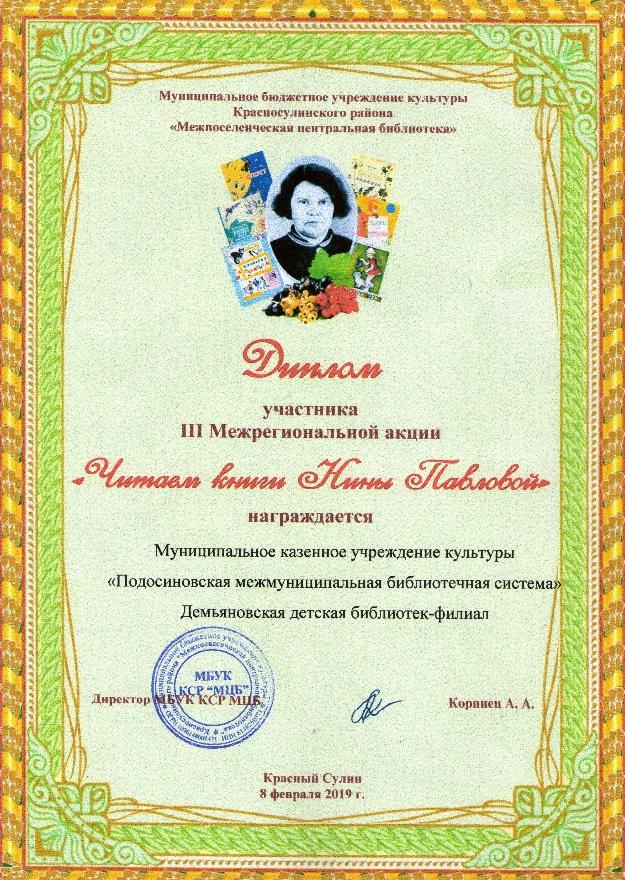 Муниципальное бюджетное учреждение культуры
Красносулинского района
«Межпоселенческая центральная библиотека»
Диплом
участника
III Межрегиональной акции
«Читаем книги Нины Павловой»
награждается
Муниципальное казенное учреждение культуры
«Подосиновская межмуниципальная библиотечная система»
Демьяновская детская библиотек-филиал
МБУК
КСР "МЦБ"
Директор МБУК КСР МЦБ
Корниец А. А.
Красный Сулин
8 февраля 2019 г.